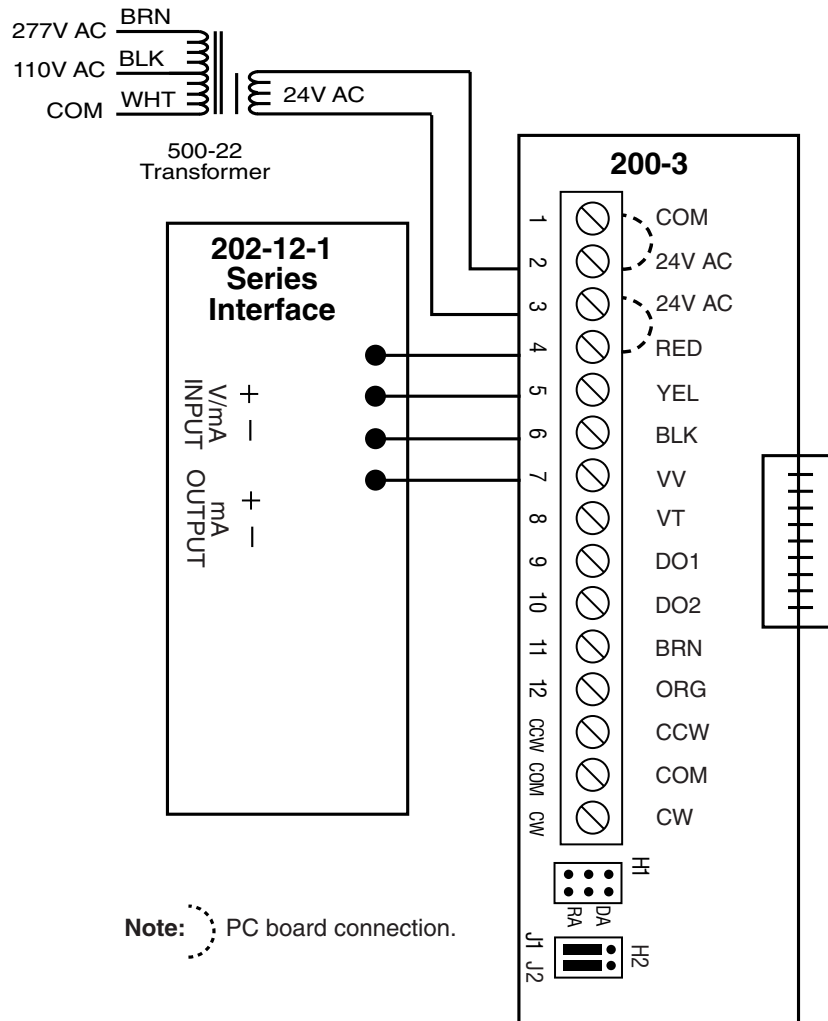 BRN
277V AC
BLK
110V AC
WHT
COM
24V AC
500-22
Transformer
202-12-1
Series
Interface
+
V/mA
−
INPUT
+
mA
−
OUTPUT
200-3
1 COM
2 24V AC
3 24V AC
4 RED
5 YEL
6 BLK
7 VV
8 VT
9 DO1
10 DO2
11 BRN
12 ORG
CCW CCW
COM COM
CW CW
H1
RA DA
J1 J2
H2
Note: PC board connection.